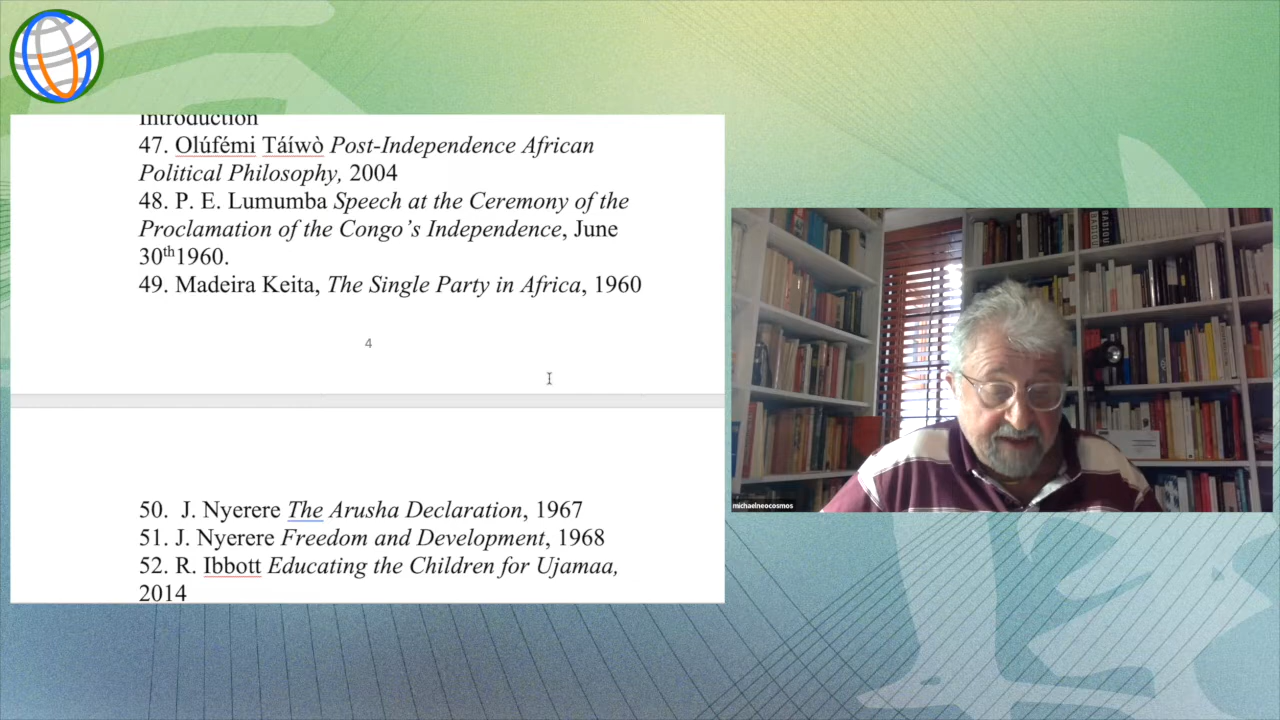 Introduction
47. Olúfémi Táíwò Post-Independence African
Political Philosophy, 2004
48. P. E. Lumumba Speech at the Ceremony of the
Proclamation of the Congo’s Independence, June
30th1960.
49. Madeira Keita, The Single Party in Africa, 1960
4
50. J. Nyerere The Arusha Declaration, 1967
51. J. Nyerere Freedom and Development, 1968
52. R. Ibbott Educating the Children for Ujamaa,
2014
michaelneocosmos